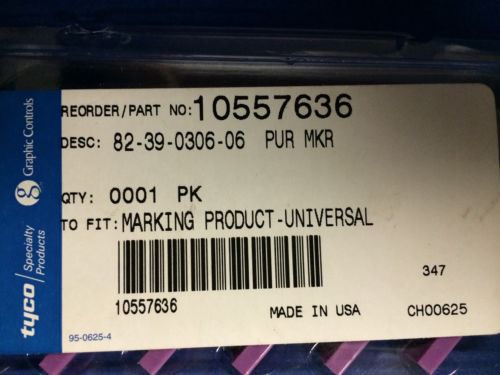 REORDER/PART NO: 10557636
DESC: 82-39-0306-06 PUR MKR
QTY: 0001 PK
TO FIT: MARKING PRODUCT-UNIVERSAL
10557636
MADE IN USA
347
CH00625
95-0625-4
tyco
Specialty
Products
Graphic Controls